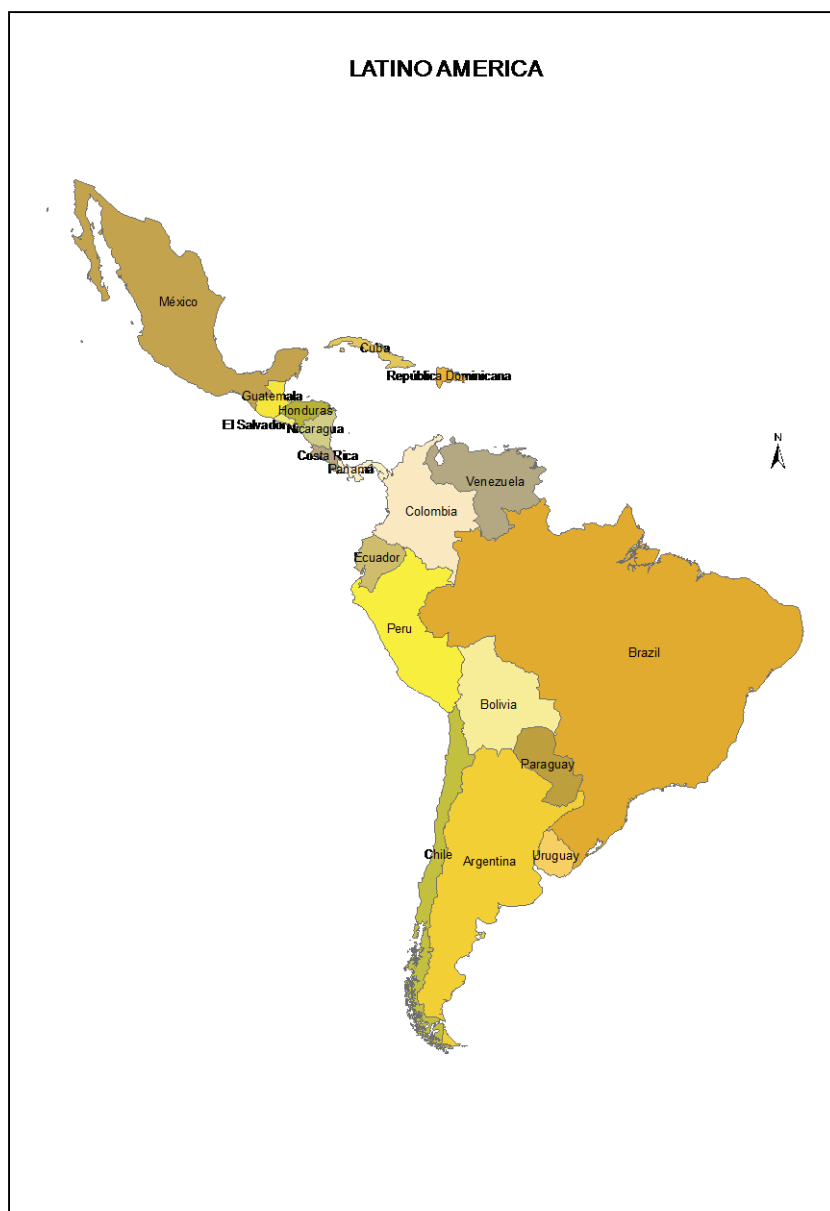 LATINO AMERICA
México
Cuba
República Dominicana
Guatemala
Honduras
El Salvador
Nicaragua
N
Costa Rica
Panamá
Venezuela
Colombia
Ecuador
Peru
Brazil
Bolivia
Paraguay
Chile
Argentina
Uruguay